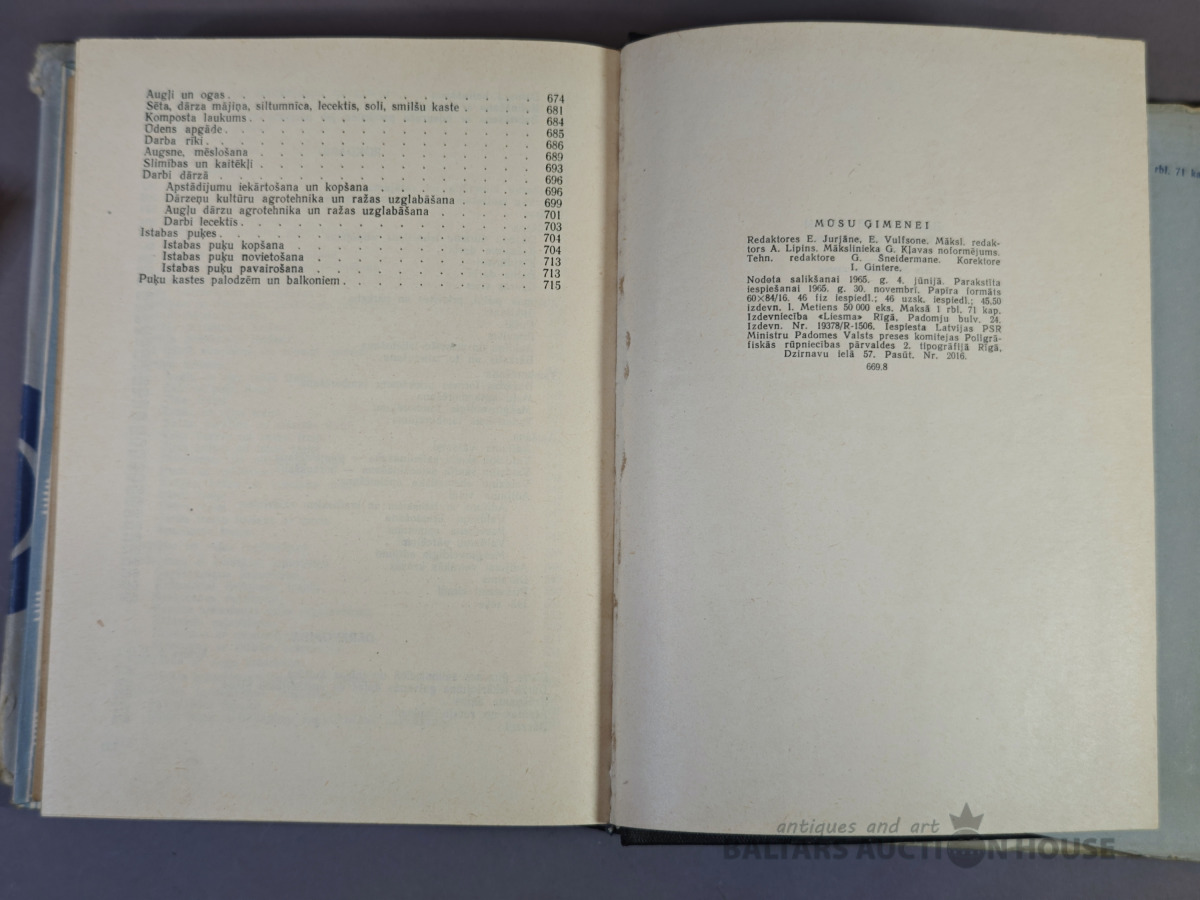 Augļi un ogas . . . . . . . . . . . . . . 674
Sēta, dārza mājiņa, siltumnīca, lecektis, soli, smilšu kaste . . . . 681
Komposta laukums . . . . . . . . . . . . . 684
Ūdens apgāde . . . . . . . . . . . . . . 685
Darba rīki . . . . . . . . . . . . . . . 686
Augsne, mēslošana . . . . . . . . . . . . . 689
Slimības un kaitēkļi . . . . . . . . . . . . 693
Darbi dārzā . . . . . . . . . . . . . . 696
Apstādījumu iekārtošana un kopšana . . . . . . . 696
Dārzeņu kultūru agrotehnika un ražas uzglabāšana . . . . 699
Augļu dārzu agrotehnika un ražas uzglabāšana . . . . . 701
Darbi lecektīs . . . . . . . . . . . . . 703
Istabas puķes . . . . . . . . . . . . . . 704
Istabas puķu kopšana . . . . . . . . . . . 704
Istabas puķu novietošana . . . . . . . . . . 713
Istabas puķu pavairošana . . . . . . . . . . 713
Puķu kastes palodzēm un balkoniem . . . . . . . . 715
MŪSU ĢIMENEI
Redaktores E. Jurjāne, E. Vulfsone. Māksl. redak-
tors A. Lipins. Mākslinieka G. Kļavas noformējums.
Tehn. redaktore G. Šneidermane. Korektore
I. Gintere.
Nodota salikšanai 1965. g. 4. jūnijā. Parakstīta
iespiešanai 1965. g. 30. novembrī. Papīra formāts
60×84/16. 46 fiz iespiedl.; 46 uzsk. iespiedl.; 45,50
izdevn. l. Metiens 50 000 eks. Maksā 1 rbl. 71 kap.
Izdevniecība «Liesma» Rīgā, Padomju bulv. 24.
Izdevn. Nr. 19378/R-1506. Iespiesta Latvijas PSR
Ministru Padomes Valsts preses komitejas Poligrā-
fiskās rūpniecības pārvaldes 2. tipogrāfijā Rīgā,
Dzirnavu ielā 57. Pasūt. Nr. 2016.
669.8
rbl. 71 ka
antiques and art
BALTARS AUCTION HOUSE